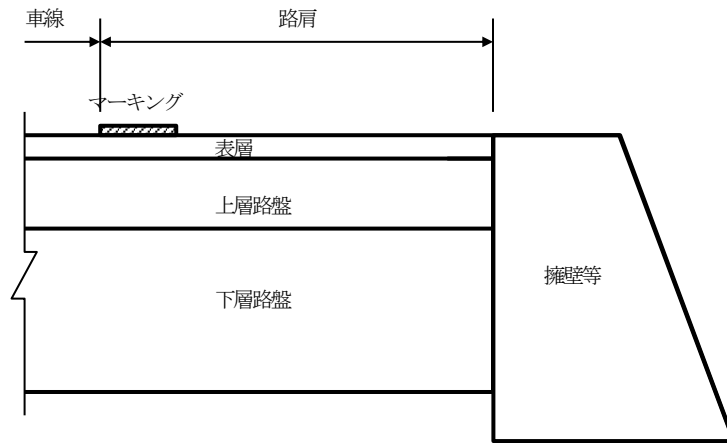 車線
路肩
マーキング
表層
上層路盤
下層路盤
擁壁等